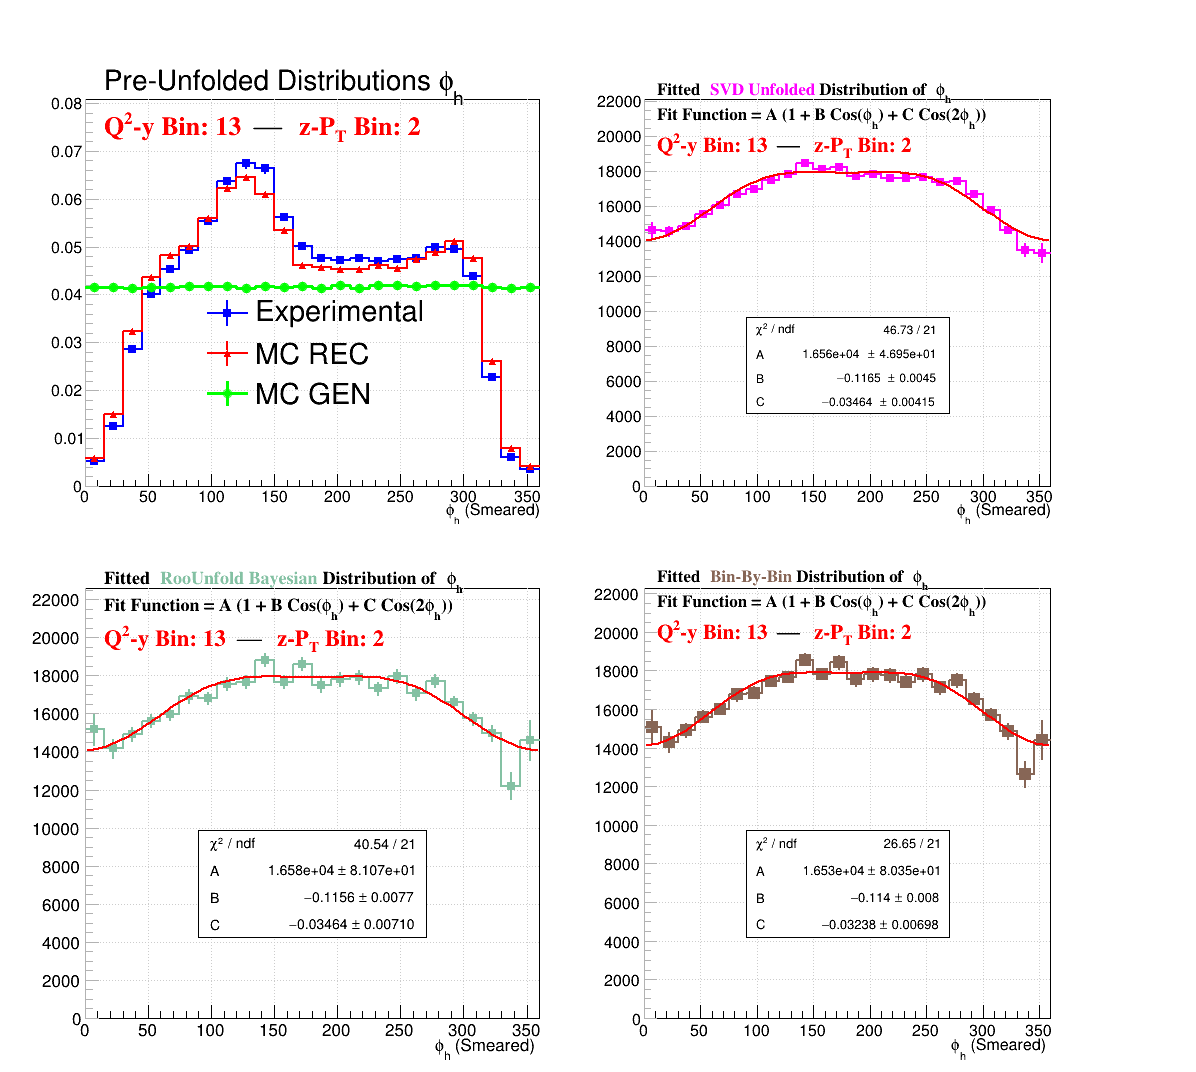 Pre-Unfolded Distributions ϕh
Q²-y Bin: 13 — z-PT Bin: 2
0.08
0.07
0.06
0.05
0.04
0.03
0.02
0.01
0
Experimental
MC REC
MC GEN
0 50 100 150 200 250 300 350
ϕh (Smeared)
Fitted SVD Unfolded Distribution of ϕh
Fit Function = A (1 + B Cos(ϕh) + C Cos(2ϕh))
Q²-y Bin: 13 — z-PT Bin: 2
22000
20000
18000
16000
14000
12000
10000
8000
6000
4000
2000
0
χ² / ndf 46.73 / 21
A 1.656e+04 ± 4.695e+01
B −0.1165 ± 0.0045
C −0.03464 ± 0.00415
0 50 100 150 200 250 300 350
ϕh (Smeared)
Fitted RooUnfold Bayesian Distribution of ϕh
Fit Function = A (1 + B Cos(ϕh) + C Cos(2ϕh))
Q²-y Bin: 13 — z-PT Bin: 2
22000
20000
18000
16000
14000
12000
10000
8000
6000
4000
2000
0
χ² / ndf 40.54 / 21
A 1.658e+04 ± 8.107e+01
B −0.1156 ± 0.0077
C −0.03464 ± 0.00710
0 50 100 150 200 250 300 350
ϕh (Smeared)
Fitted Bin-By-Bin Distribution of ϕh
Fit Function = A (1 + B Cos(ϕh) + C Cos(2ϕh))
Q²-y Bin: 13 — z-PT Bin: 2
22000
20000
18000
16000
14000
12000
10000
8000
6000
4000
2000
0
χ² / ndf 26.65 / 21
A 1.653e+04 ± 8.035e+01
B −0.114 ± 0.008
C −0.03238 ± 0.00698
0 50 100 150 200 250 300 350
ϕh (Smeared)